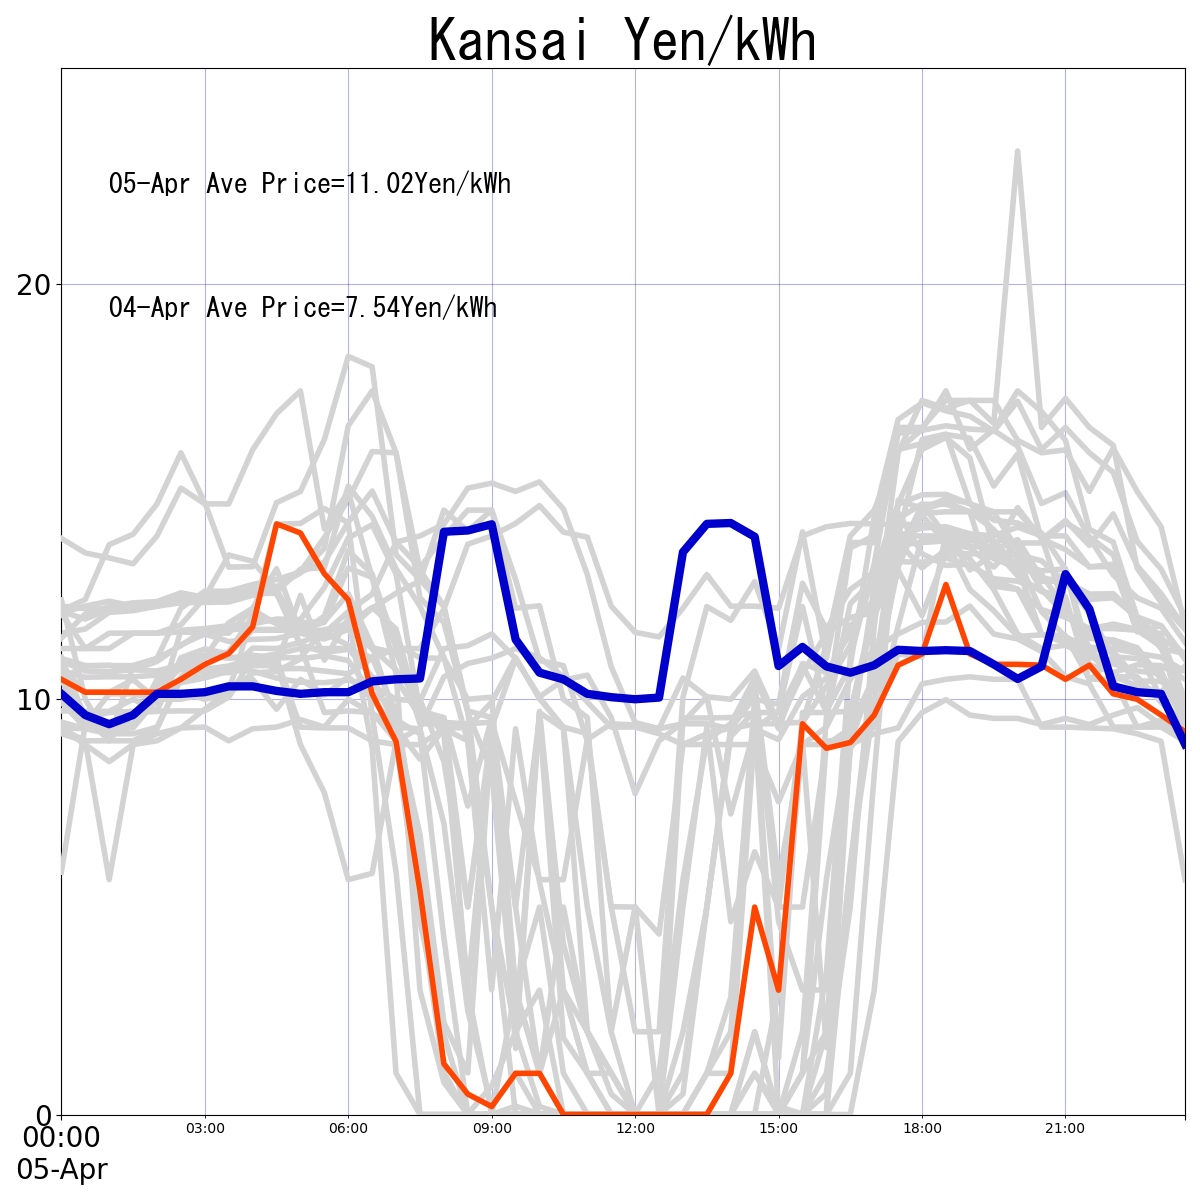 Kansai Yen/kWh
05-Apr Ave Price=11.02Yen/kWh
20
04-Apr Ave Price=7.54Yen/kWh
10
0
00:00 03:00 06:00 09:00 12:00 15:00 18:00 21:00
05-Apr